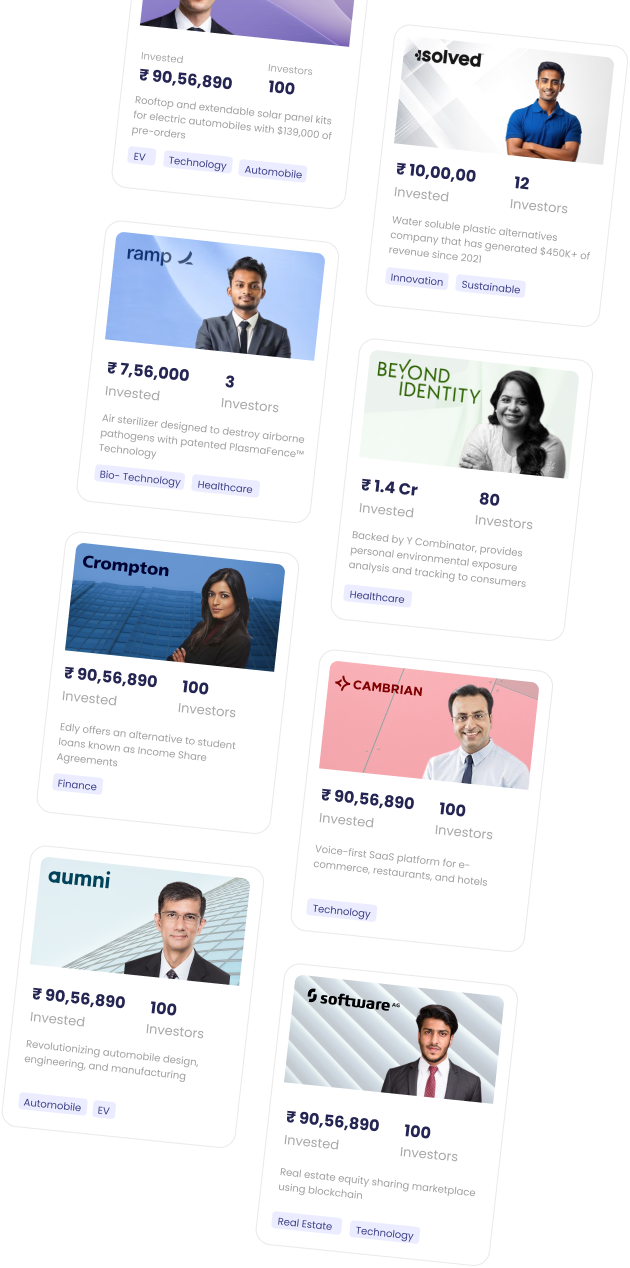 Invested
Investors
₹ 90,56,890
100
Rooftop and extendable solar panel kits
for electric automobiles with $139,000 of
pre-orders
EV
Technology
Automobile
isolved
₹ 10,00,00
12
Invested
Investors
Water soluble plastic alternatives
company that has generated $450K+ of
revenue since 2021
Innovation
Sustainable
ramp
₹ 7,56,000
3
Invested
Investors
Air sterilizer designed to destroy airborne
pathogens with patented PlasmaFence™
Technology
Bio- Technology
Healthcare
BEYOND
IDENTITY
₹ 1.4 Cr
80
Invested
Investors
Backed by Y Combinator, provides
personal environmental exposure
analysis and tracking to consumers
Healthcare
Crompton
₹ 90,56,890
100
Invested
Investors
Edly offers an alternative to student
loans known as Income Share
Agreements
Finance
CAMBRIAN
₹ 90,56,890
100
Invested
Investors
Voice-first SaaS platform for e-
commerce, restaurants, and hotels
Technology
aumni
₹ 90,56,890
100
Invested
Investors
Revolutionizing automobile design,
engineering, and manufacturing
Automobile
EV
software AG
₹ 90,56,890
100
Invested
Investors
Real estate equity sharing marketplace
using blockchain
Real Estate
Technology